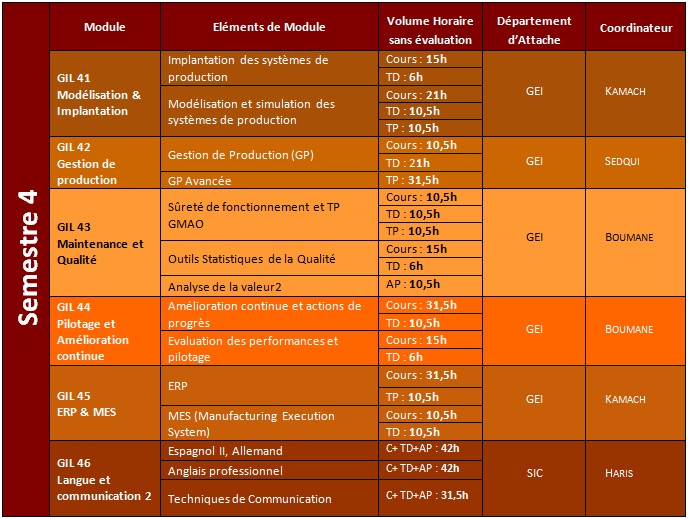 Semestre 4
Module
Eléments de Module
Volume Horaire
sans évaluation
Département
d'Attache
Coordinateur
GIL 41
Modélisation &
Implantation
Implantation des systèmes de
production
Cours : 15h
TD : 6h
Modélisation et simulation des
systèmes de production
Cours : 21h
TD : 10,5h
TP : 10,5h
GEI
KAMACH
GIL 42
Gestion de
production
Gestion de Production (GP)
Cours : 10,5h
TD : 21h
GP Avancée
TP : 31,5h
GEI
SEDQUI
GIL 43
Maintenance et
Qualité
Sûreté de fonctionnement et TP
GMAO
Cours : 10,5h
TD : 10,5h
TP : 10,5h
Outils Statistiques de la Qualité
Cours : 15h
TD : 6h
Analyse de la valeur2
AP : 10,5h
GEI
BOUMANE
GIL 44
Pilotage et
Amélioration
continue
Amélioration continue et actions de
progrès
Cours : 31,5h
TD : 10,5h
Evaluation des performances et
pilotage
Cours : 15h
TD : 6h
GEI
BOUMANE
GIL 45
ERP & MES
ERP
Cours : 31,5h
TP : 10,5h
MES (Manufacturing Execution
System)
Cours : 10,5h
TD : 10,5h
GEI
KAMACH
GIL 46
Langue et
communication 2
Espagnol II, Allemand
C+ TD+AP : 42h
Anglais professionnel
C+ TD+AP : 42h
Techniques de Communication
C+ TD+AP : 31,5h
SIC
HARIS